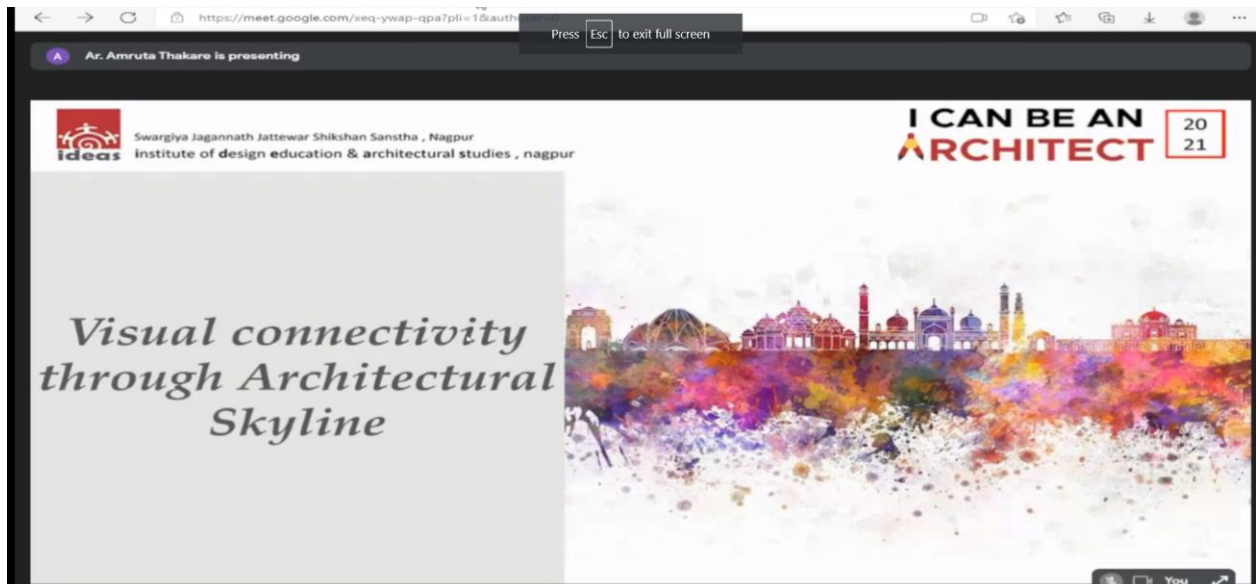 https://meet.google.com/xeq-ywap-qpa?pli=1&auth
Press Esc to exit full screen
A Ar. Amruta Thakare is presenting
Swargiya Jagannath Jattewar Shikshan Sanstha , Nagpur
ideas institute of design education & architectural studies , nagpur
I CAN BE AN
ARCHITECT
20
21
Visual connectivity
through Architectural
Skyline
You